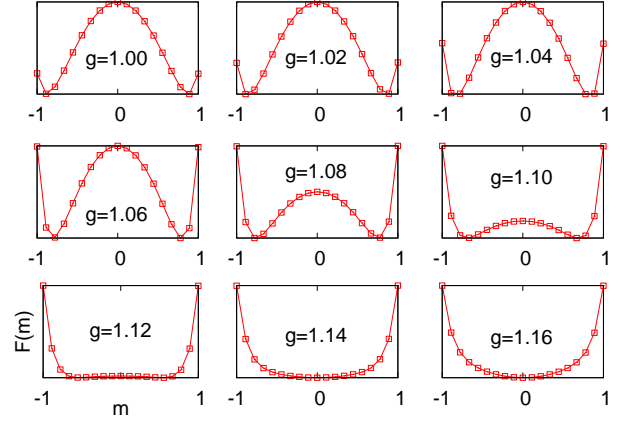 g=1.00 g=1.02 g=1.04
-1 0 1 -1 0 1 -1 0 1
g=1.06 g=1.08 g=1.10
-1 0 1 -1 0 1 -1 0 1
F(m) g=1.12 g=1.14 g=1.16
-1 m 1 -1 0 1 -1 0 1